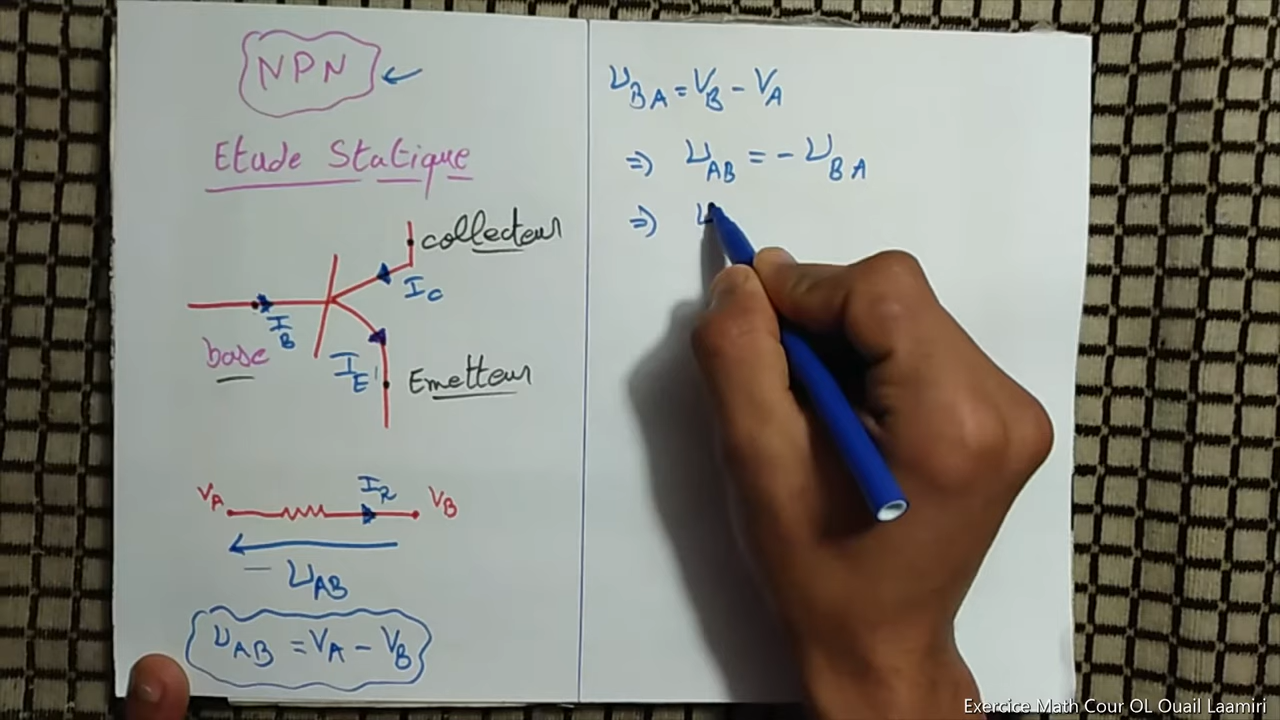 NPN
Etude Statique
collecteur
I_C
I_B
base
I_E
Emetteur
V_A I_R V_B
U_AB
U_AB = V_A - V_B
U_BA = V_B - V_A
=> U_AB = - U_BA
=> U
Exercice Math Cour OL Ouail Laamiri